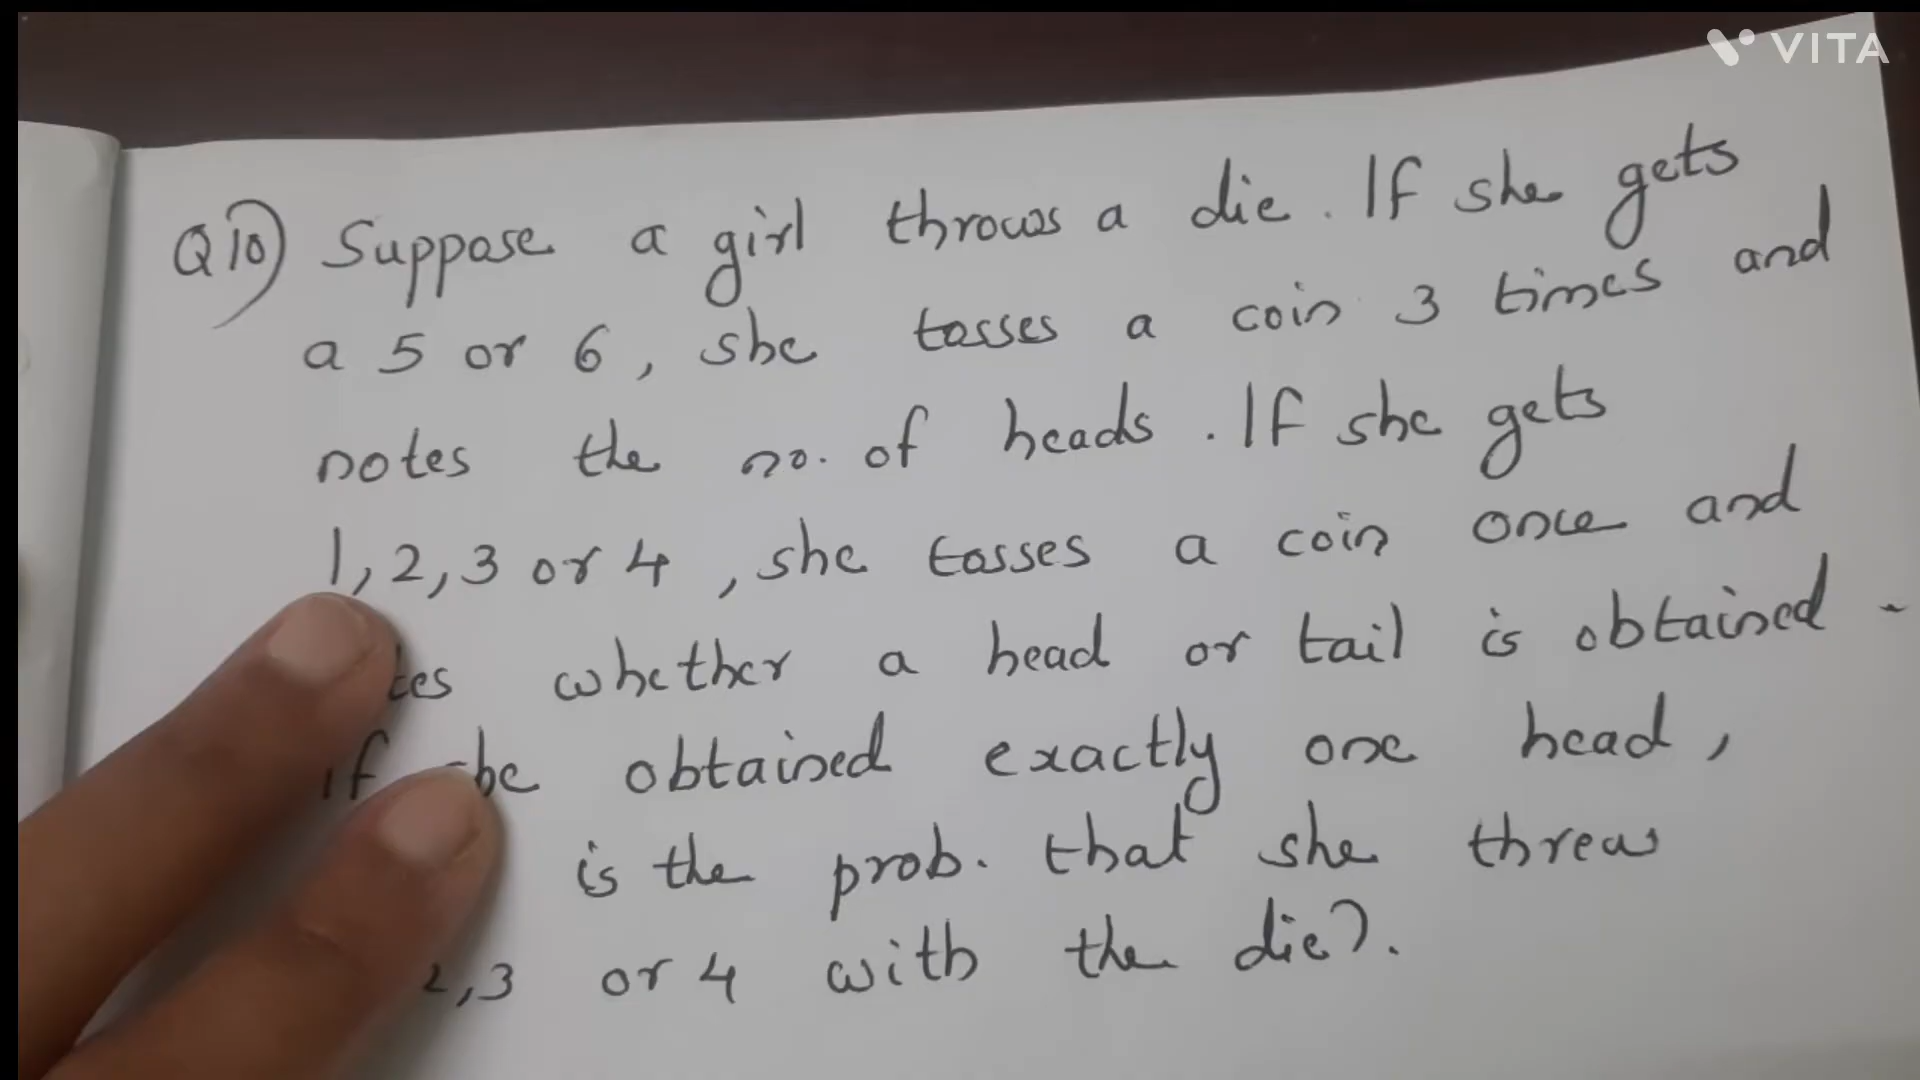 VITA
Q10) Suppose a girl throws a die. If she gets
a 5 or 6, she tosses a coin 3 times and
notes the no. of heads. If she gets
1, 2, 3 or 4, she tosses a coin once and
whether a head or tail is obtained.
If she obtained exactly one head,
is the prob. that she threw
2,3 or 4 with the die?.